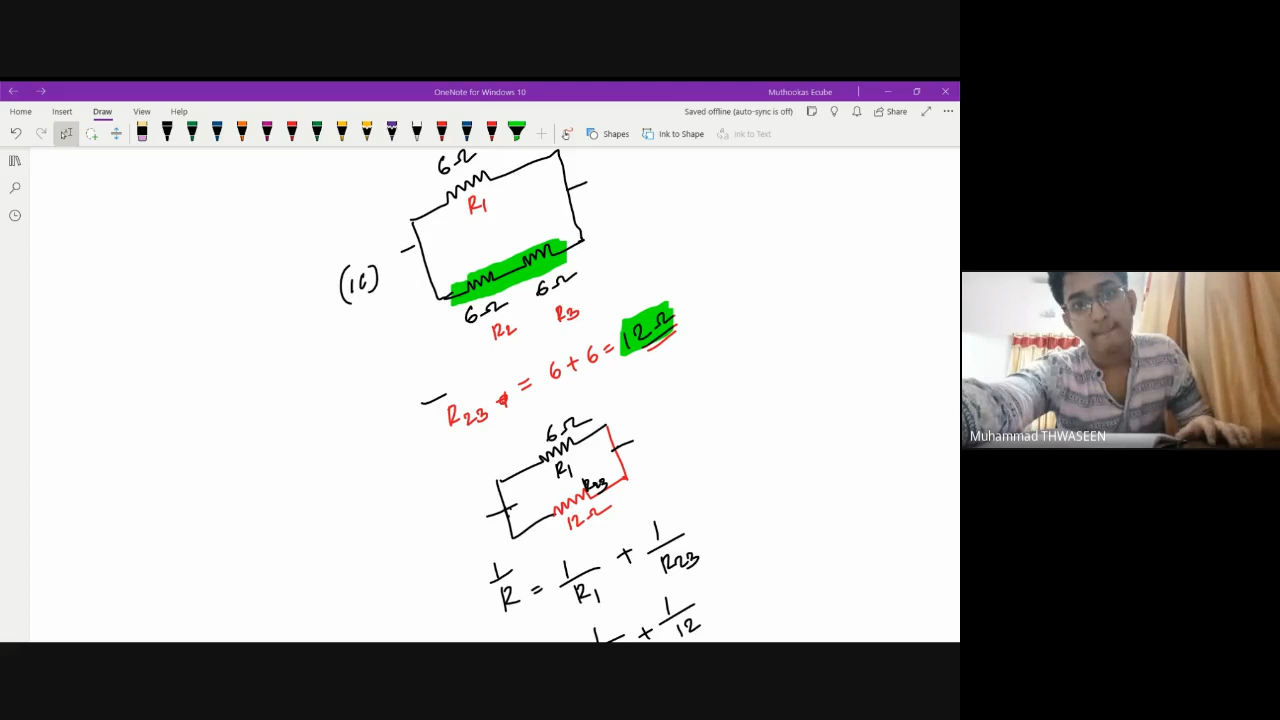 OneNote for Windows 10
Muthookas Ecube
Home Insert Draw View Help
Saved offline (auto-sync is off)
Share
Shapes
Ink to Shape
Ink to Text
6Ω
R1
(16)
6Ω
6Ω
R2
R3
R23 = 6 + 6 = 12Ω
6Ω
R1
R23
12Ω
1/R = 1/R1 + 1/R23
+ 1/12
Muhammad THWASEEN